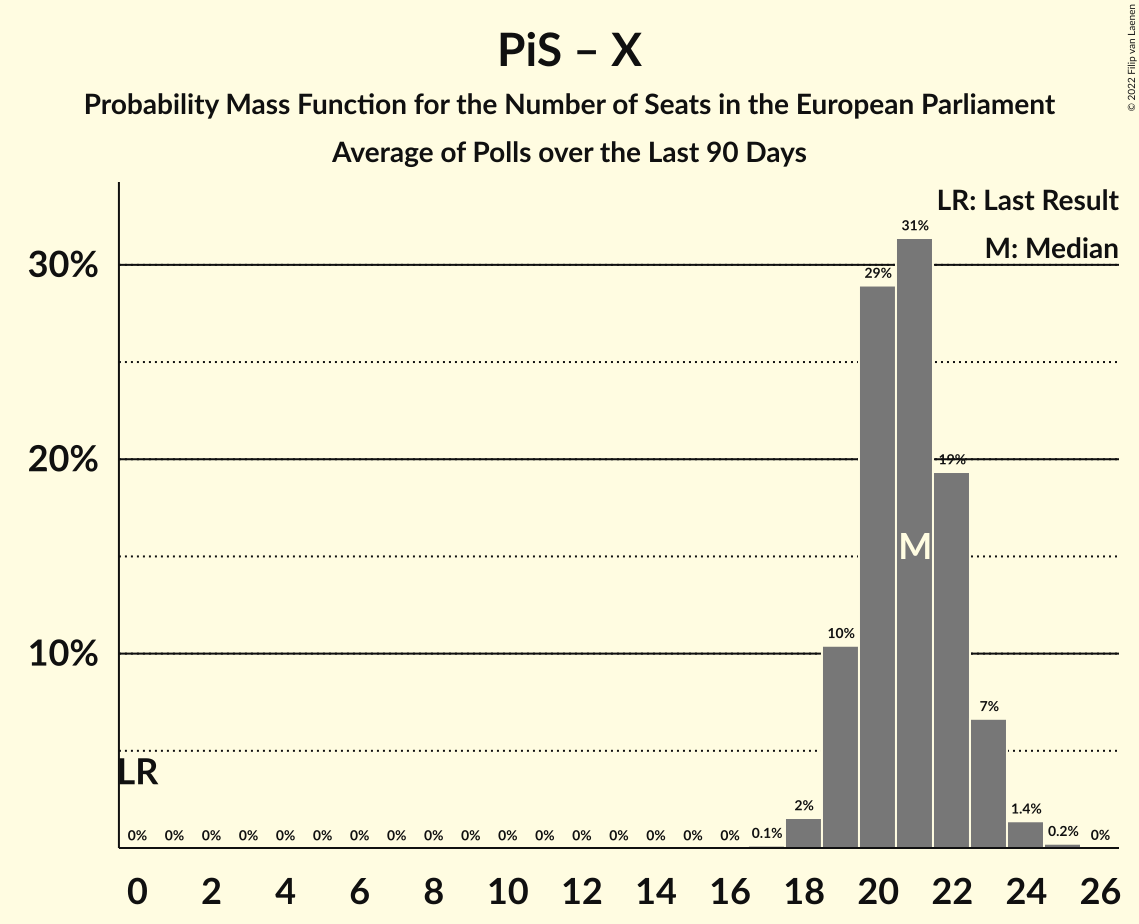 PiS – X
Probability Mass Function for the Number of Seats in the European Parliament
Average of Polls over the Last 90 Days
© 2022 Filip van Laenen
LR: Last Result
M: Median
30%
20%
10%
LR
M
0% 0% 0% 0% 0% 0% 0% 0% 0% 0% 0% 0% 0% 0% 0% 0% 0% 0.1% 2% 10% 29% 31% 19% 7% 1.4% 0.2% 0%
0 2 4 6 8 10 12 14 16 18 20 22 24 26